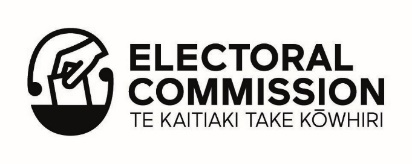 ELECTORAL
COMMISSION
TE KAITIAKI TAKE KŌWHIRI